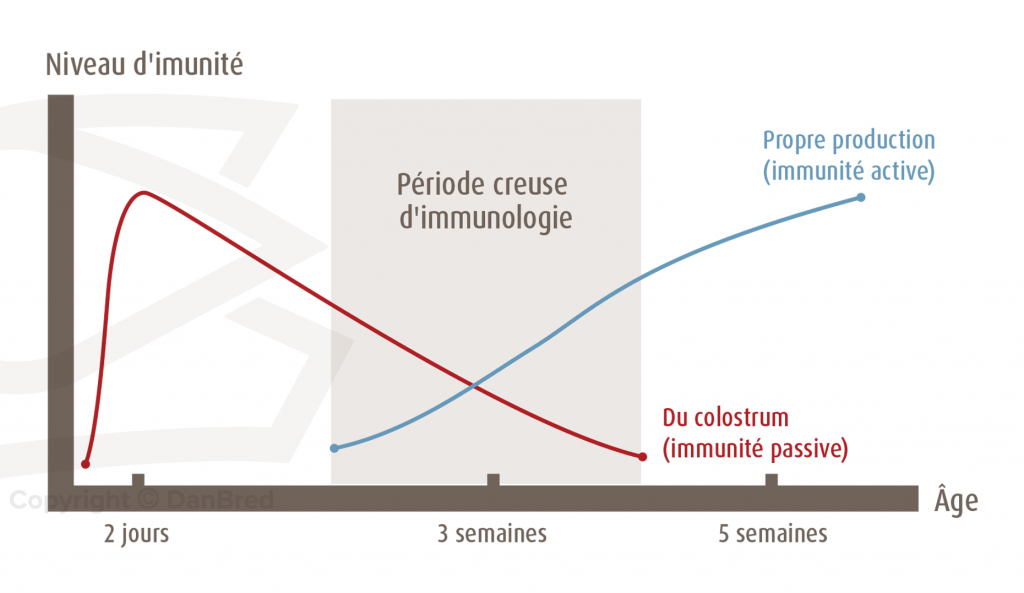 Niveau d'imunité
Période creuse
d'immunologie
Propre production
(immunité active)
Du colostrum
(immunité passive)
Copyright © DanBred
Âge
2 jours
3 semaines
5 semaines